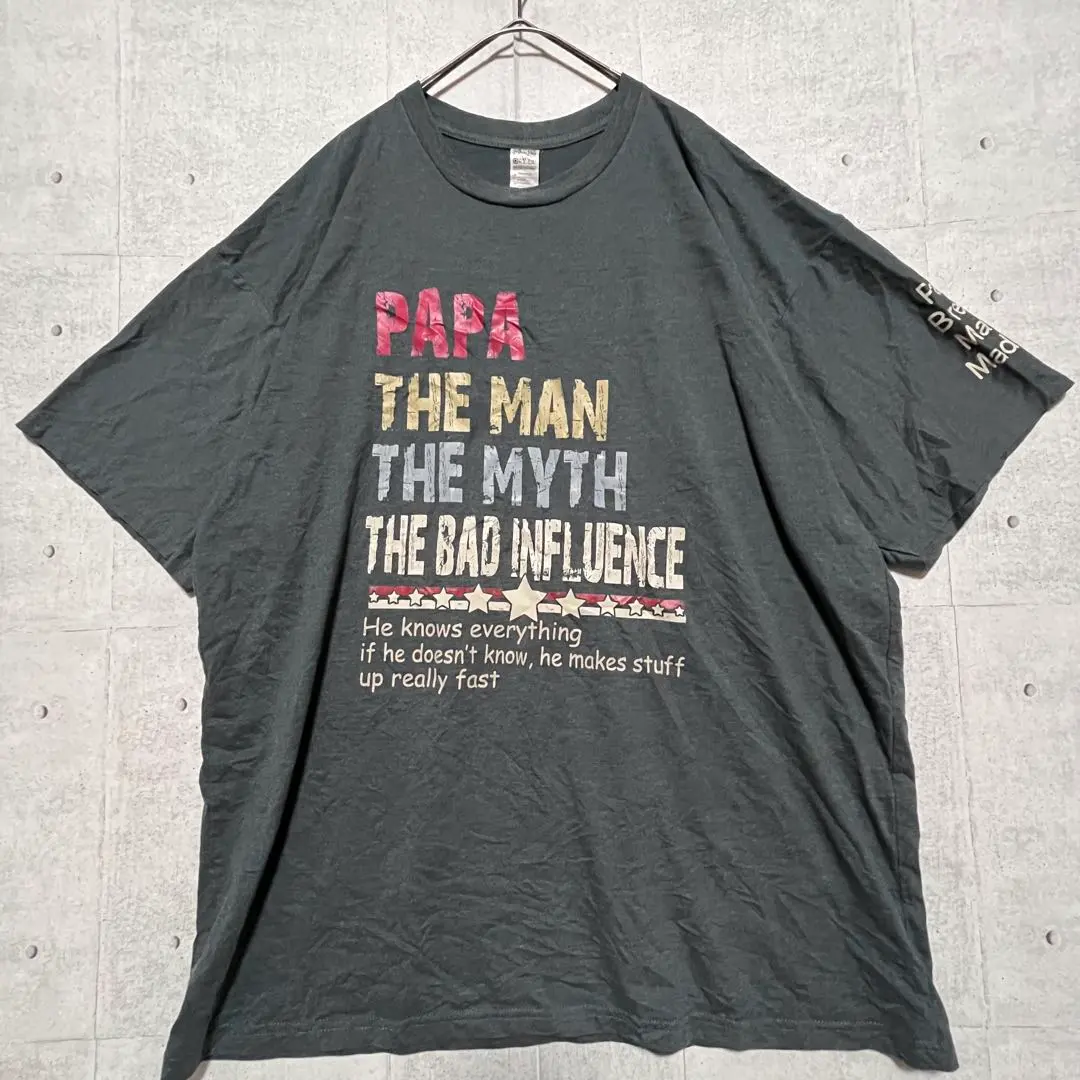 PAPA
THE MAN
THE MYTH
THE BAD INFLUENCE
He knows everything
if he doesn't know, he makes stuff
up really fast